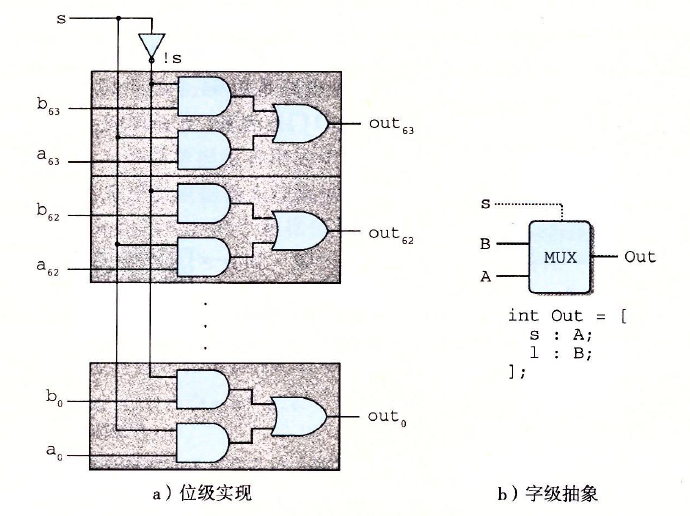 s
!s
b63
a63
out63
b62
a62
out62
.
.
.
b0
a0
out0
a）位级实现
s
B
A
MUX
Out
int Out = [
s : A;
1 : B;
];
b）字级抽象